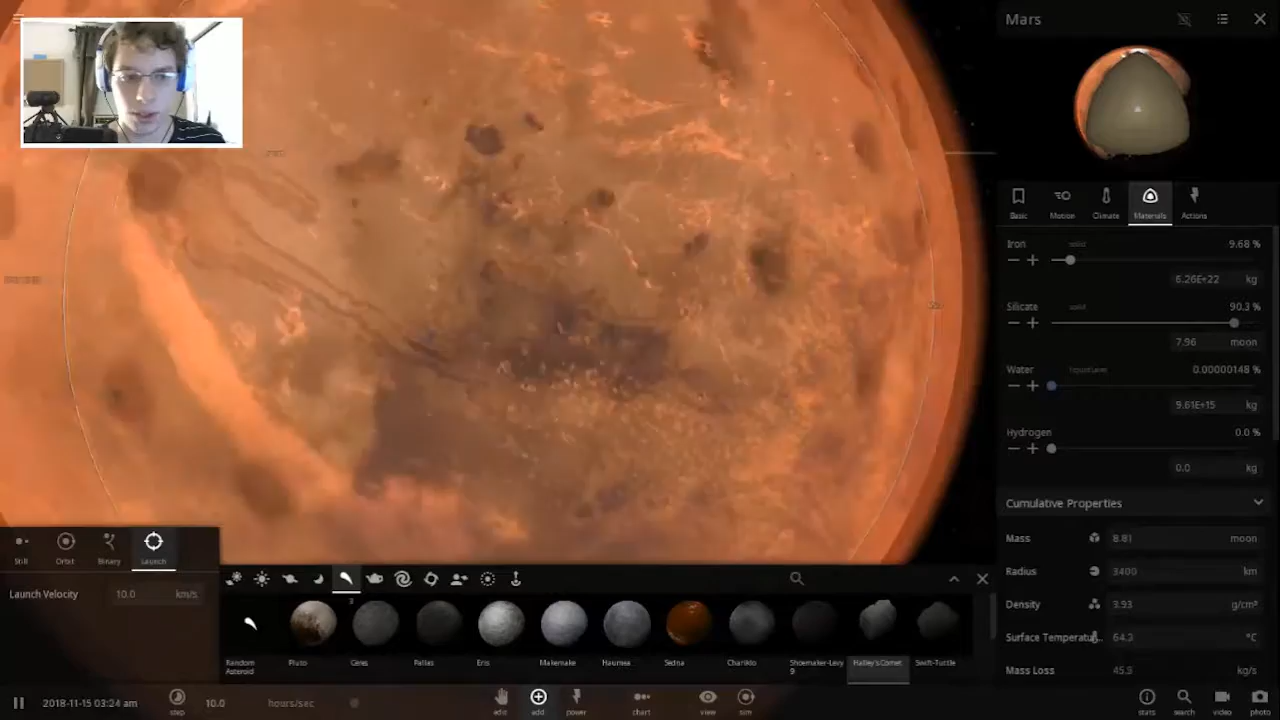 Mars
Basic
Motion
Climate
Materials
Actions
Iron
solid
9.68 %
6.26E+22
kg
Silicate
solid
90.3 %
7.96
moon
Water
0.00000148 %
9.61E+15
kg
Hydrogen
0.0 %
0.0
kg
Cumulative Properties
Mass
8.81
moon
Radius
3400
km
Density
3.93
g/cm³
Surface Temperatu...
64.3
°C
Mass Loss
45.5
kg/s
Still
Orbit
Binary
Launch
Launch Velocity
10.0
km/s
Random Asteroid
Pluto
Ceres
Pallas
Eris
Makemake
Haumea
Sedna
Chariklo
Shoemaker-Levy 9
Halley's Comet
Swift-Tuttle
2018-11-15 03:24 am
step
10.0
hours/sec
edit
add
power
chart
view
sim
stats
search
video
photo